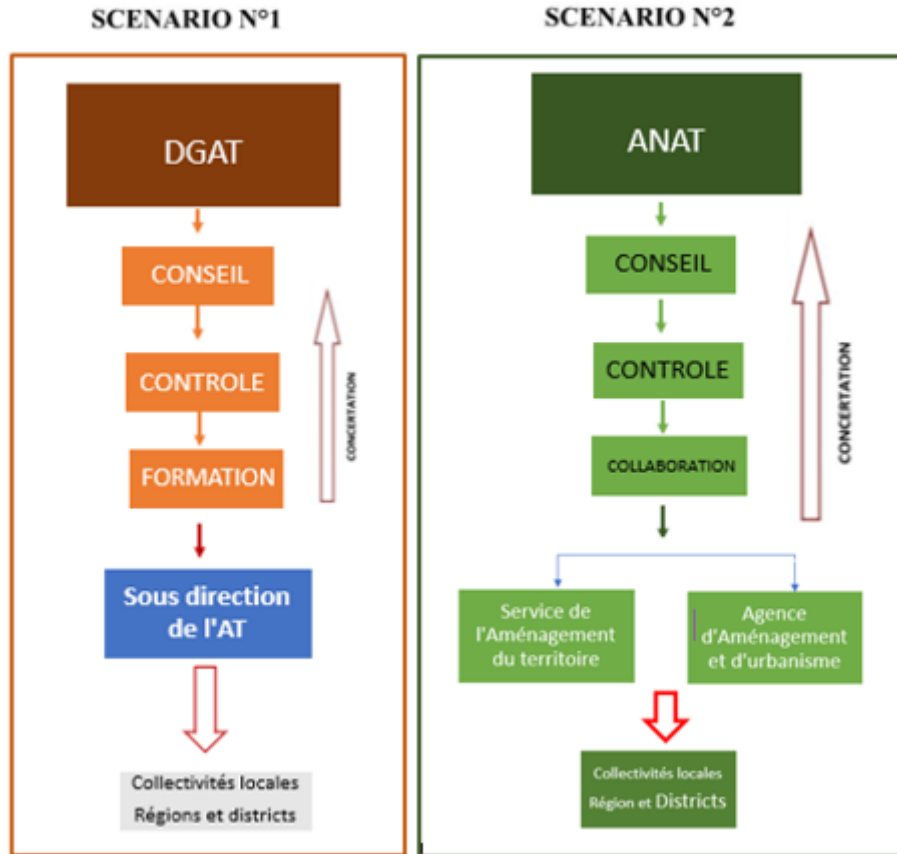 SCENARIO N°1
DGAT
CONSEIL
CONTROLE
FORMATION
CONCERTATION
Sous direction
de l'AT
Collectivités locales
Régions et districts
SCENARIO N°2
ANAT
CONSEIL
CONTROLE
COLLABORATION
CONCERTATION
Service de
l'Aménagement
du territoire
Agence
d'Aménagement
et d'urbanisme
Collectivités locales
Région et Districts